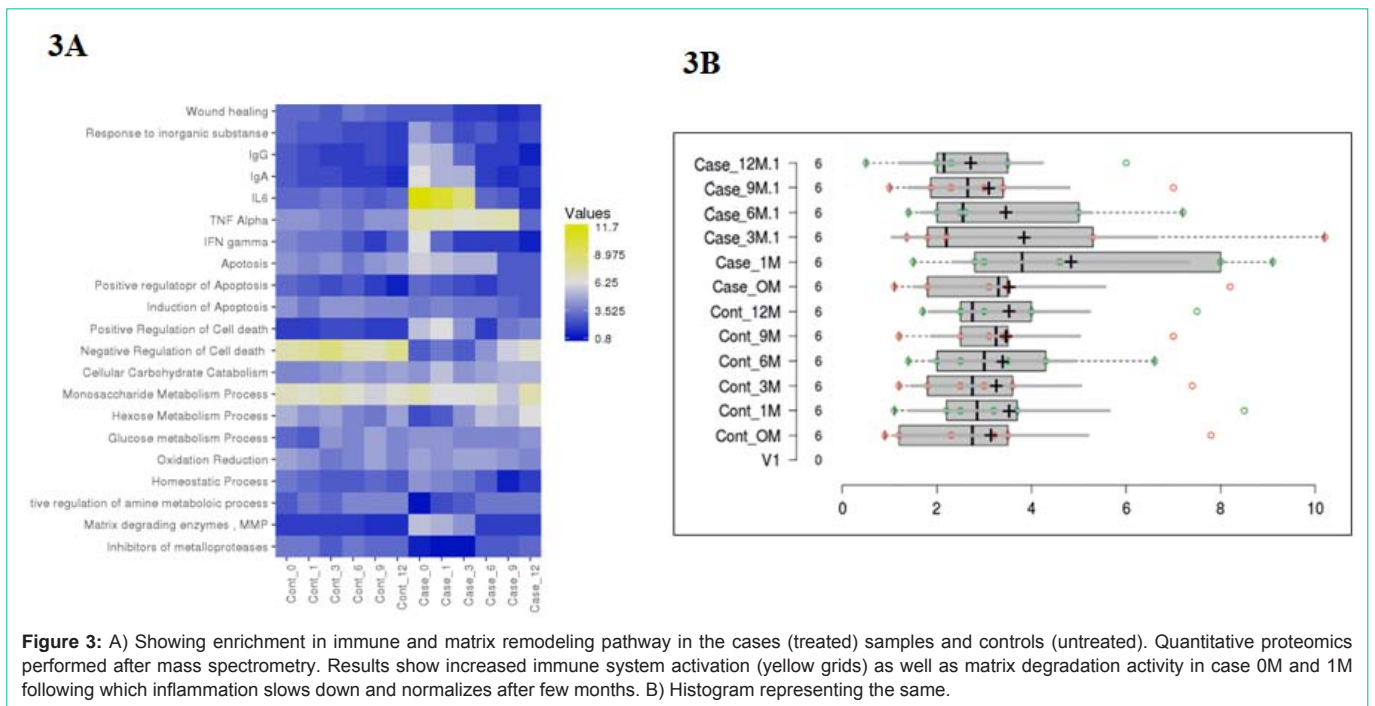 3A
Wound healing
Response to inorganic substanse
IgG
IgA
IL6
TNF Alpha
IFN gamma
Apotosis
Positive regulatopr of Apoptosis
Induction of Apoptosis
Positive Regulation of Cell death
Negative Regulation of Cell death
Cellular Carbohydrate Catabolism
Monosaccharide Metabolism Process
Hexose Metabolism Process
Glucose metabolism Process
Oxidation Reduction
Homeostatic Process
tive regulation of amine metaboloic process
Matrix degrading enzymes , MMP
Inhibitors of metalloproteases
Cont_0
Cont_1
Cont_3
Cont_6
Cont_9
Cont_12
Case_0
Case_1
Case_3
Case_6
Case_9
Case_12
Values
11.7
8.975
6.25
3.525
0.8
3B
Case_12M.1 6
Case_9M.1 6
Case_6M.1 6
Case_3M.1 6
Case_1M 6
Case_OM 6
Cont_12M 6
Cont_9M 6
Cont_6M 6
Cont_3M 6
Cont_1M 6
Cont_OM 6
V1 0
0 2 4 6 8 10
Figure 3: A) Showing enrichment in immune and matrix remodeling pathway in the cases (treated) samples and controls (untreated). Quantitative proteomics
performed after mass spectrometry. Results show increased immune system activation (yellow grids) as well as matrix degradation activity in case 0M and 1M
following which inflammation slows down and normalizes after few months. B) Histogram representing the same.